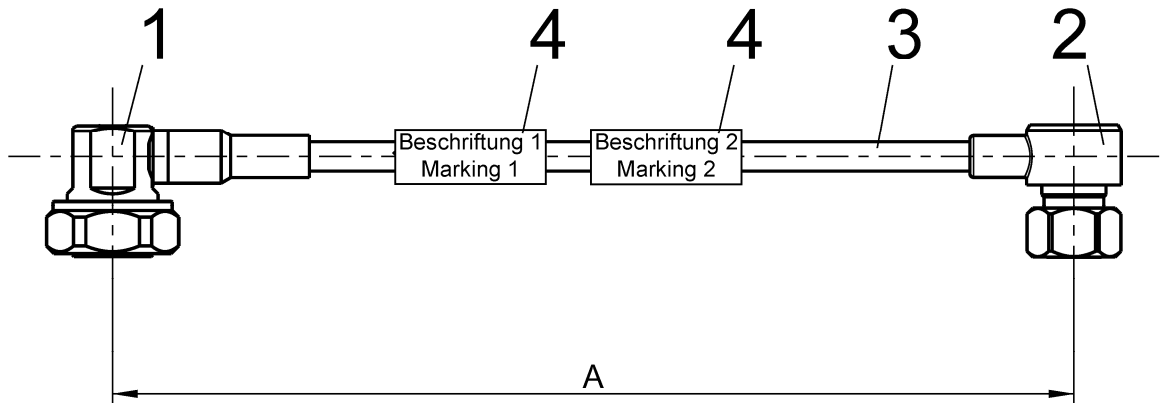 1 4 4 3 2
Beschriftung 1
Marking 1
Beschriftung 2
Marking 2
A